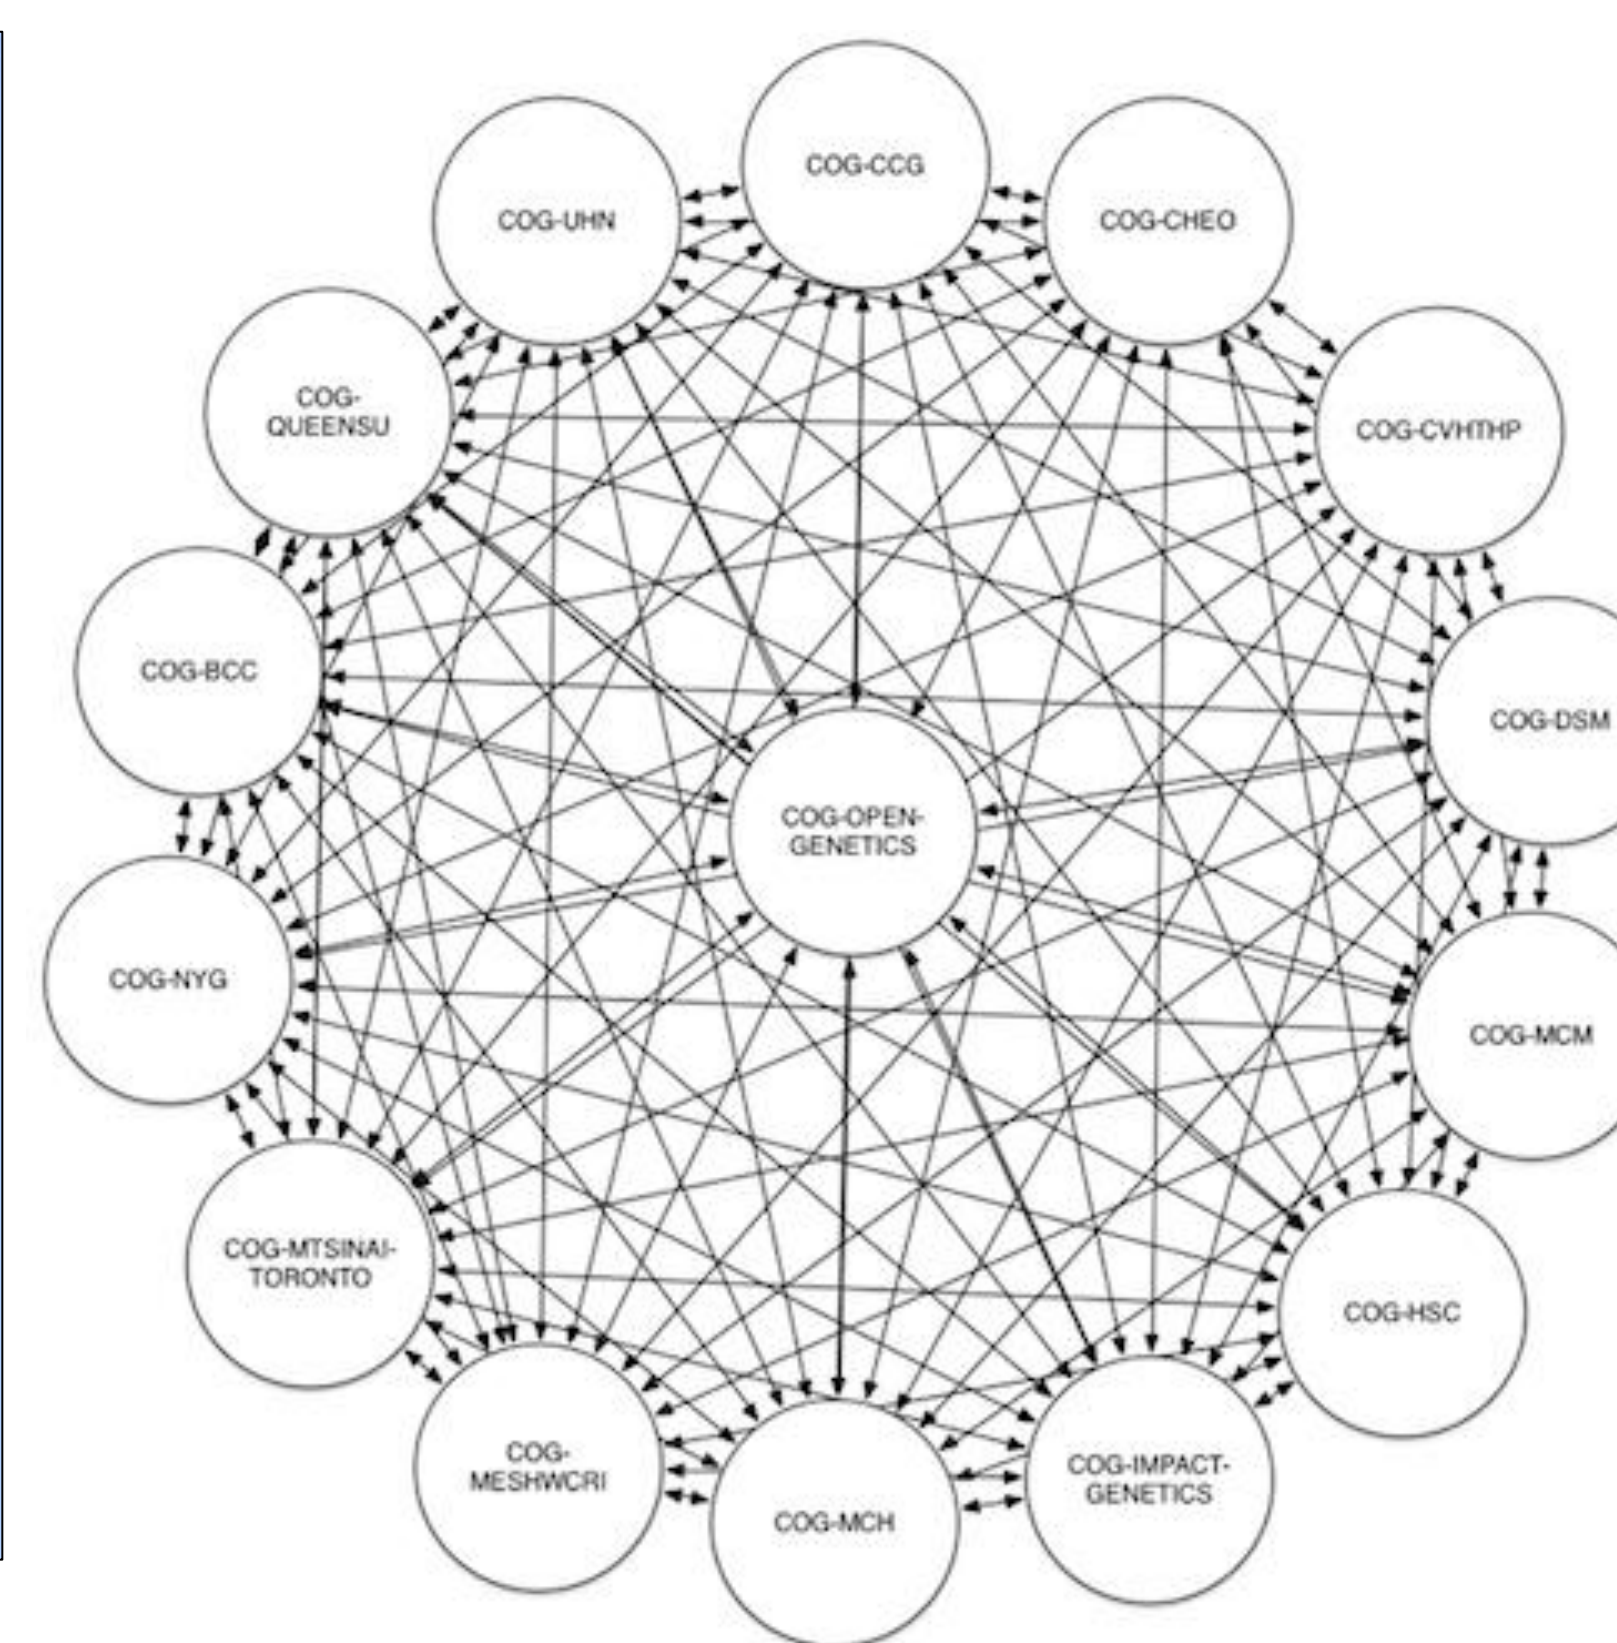 COG-CCG
COG-UHN
COG-CHEO
COG-
QUEENSU
COG-CVHTHP
COG-BCC
COG-DSM
COG-OPEN-
GENETICS
COG-NYG
COG-MCM
COG-MTSINAI-
TORONTO
COG-HSC
COG-
MESHWCRI
COG-IMPACT-
GENETICS
COG-MCH